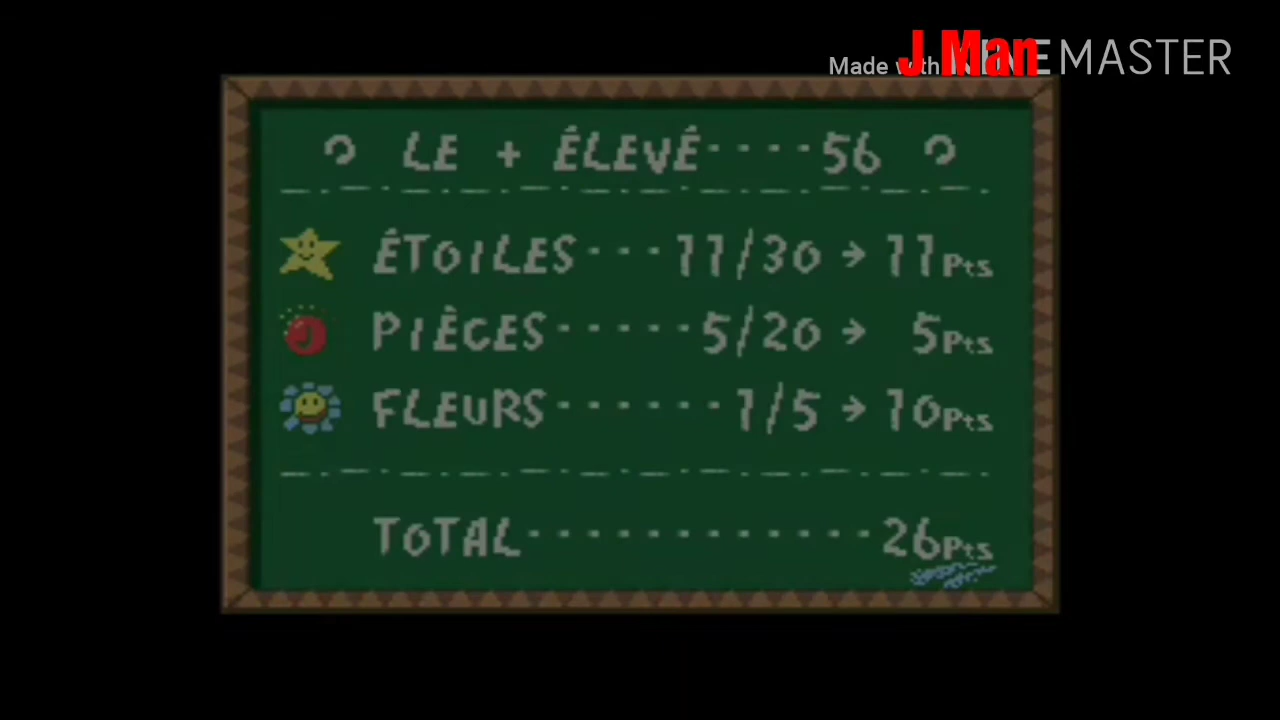 J Man
Made with KINEMASTER
LE + ÉLEVÉ····56
ÉTOILES···11/30 → 11Pts
PIÈCES·····5/20 → 5Pts
FLEURS······1/5 → 10Pts
TOTAL············26Pts